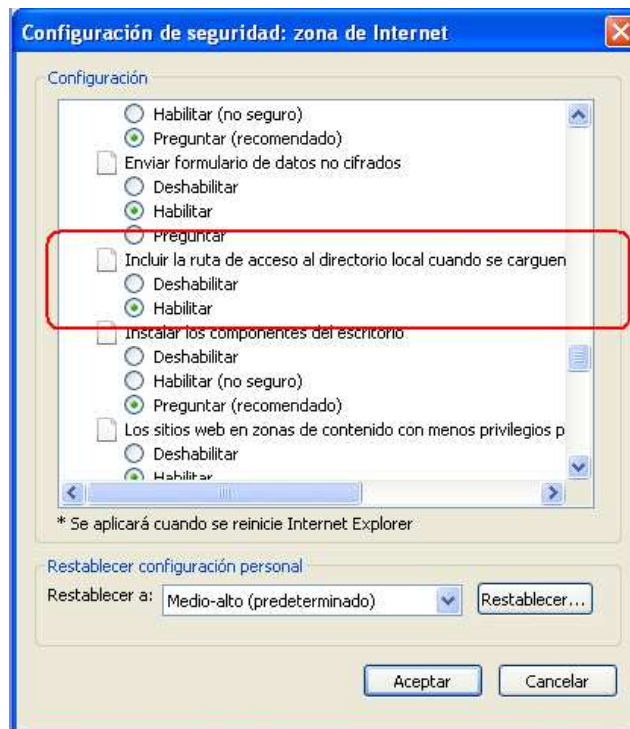 Configuración de seguridad: zona de Internet
Configuración
Habilitar (no seguro)
Preguntar (recomendado)
Enviar formulario de datos no cifrados
Deshabilitar
Habilitar
Preguntar
Incluir la ruta de acceso al directorio local cuando se carguen
Deshabilitar
Habilitar
Instalar los componentes del escritorio
Deshabilitar
Habilitar (no seguro)
Preguntar (recomendado)
Los sitios web en zonas de contenido con menos privilegios p
Deshabilitar
Habilitar
* Se aplicará cuando se reinicie Internet Explorer
Restablecer configuración personal
Restablecer a: Medio-alto (predeterminado) Restablecer...
Aceptar Cancelar